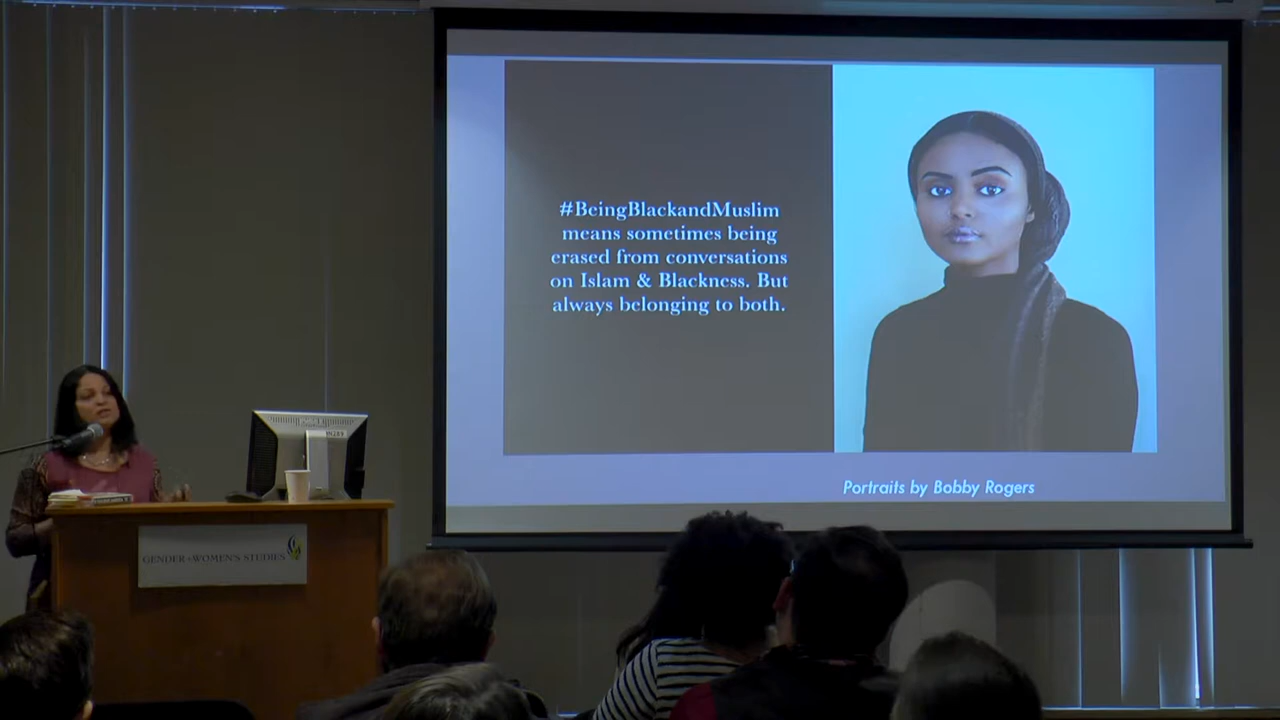 #BeingBlackandMuslim
means sometimes being
erased from conversations
on Islam & Blackness. But
always belonging to both.
Portraits by Bobby Rogers
GENDER+WOMEN'S STUDIES